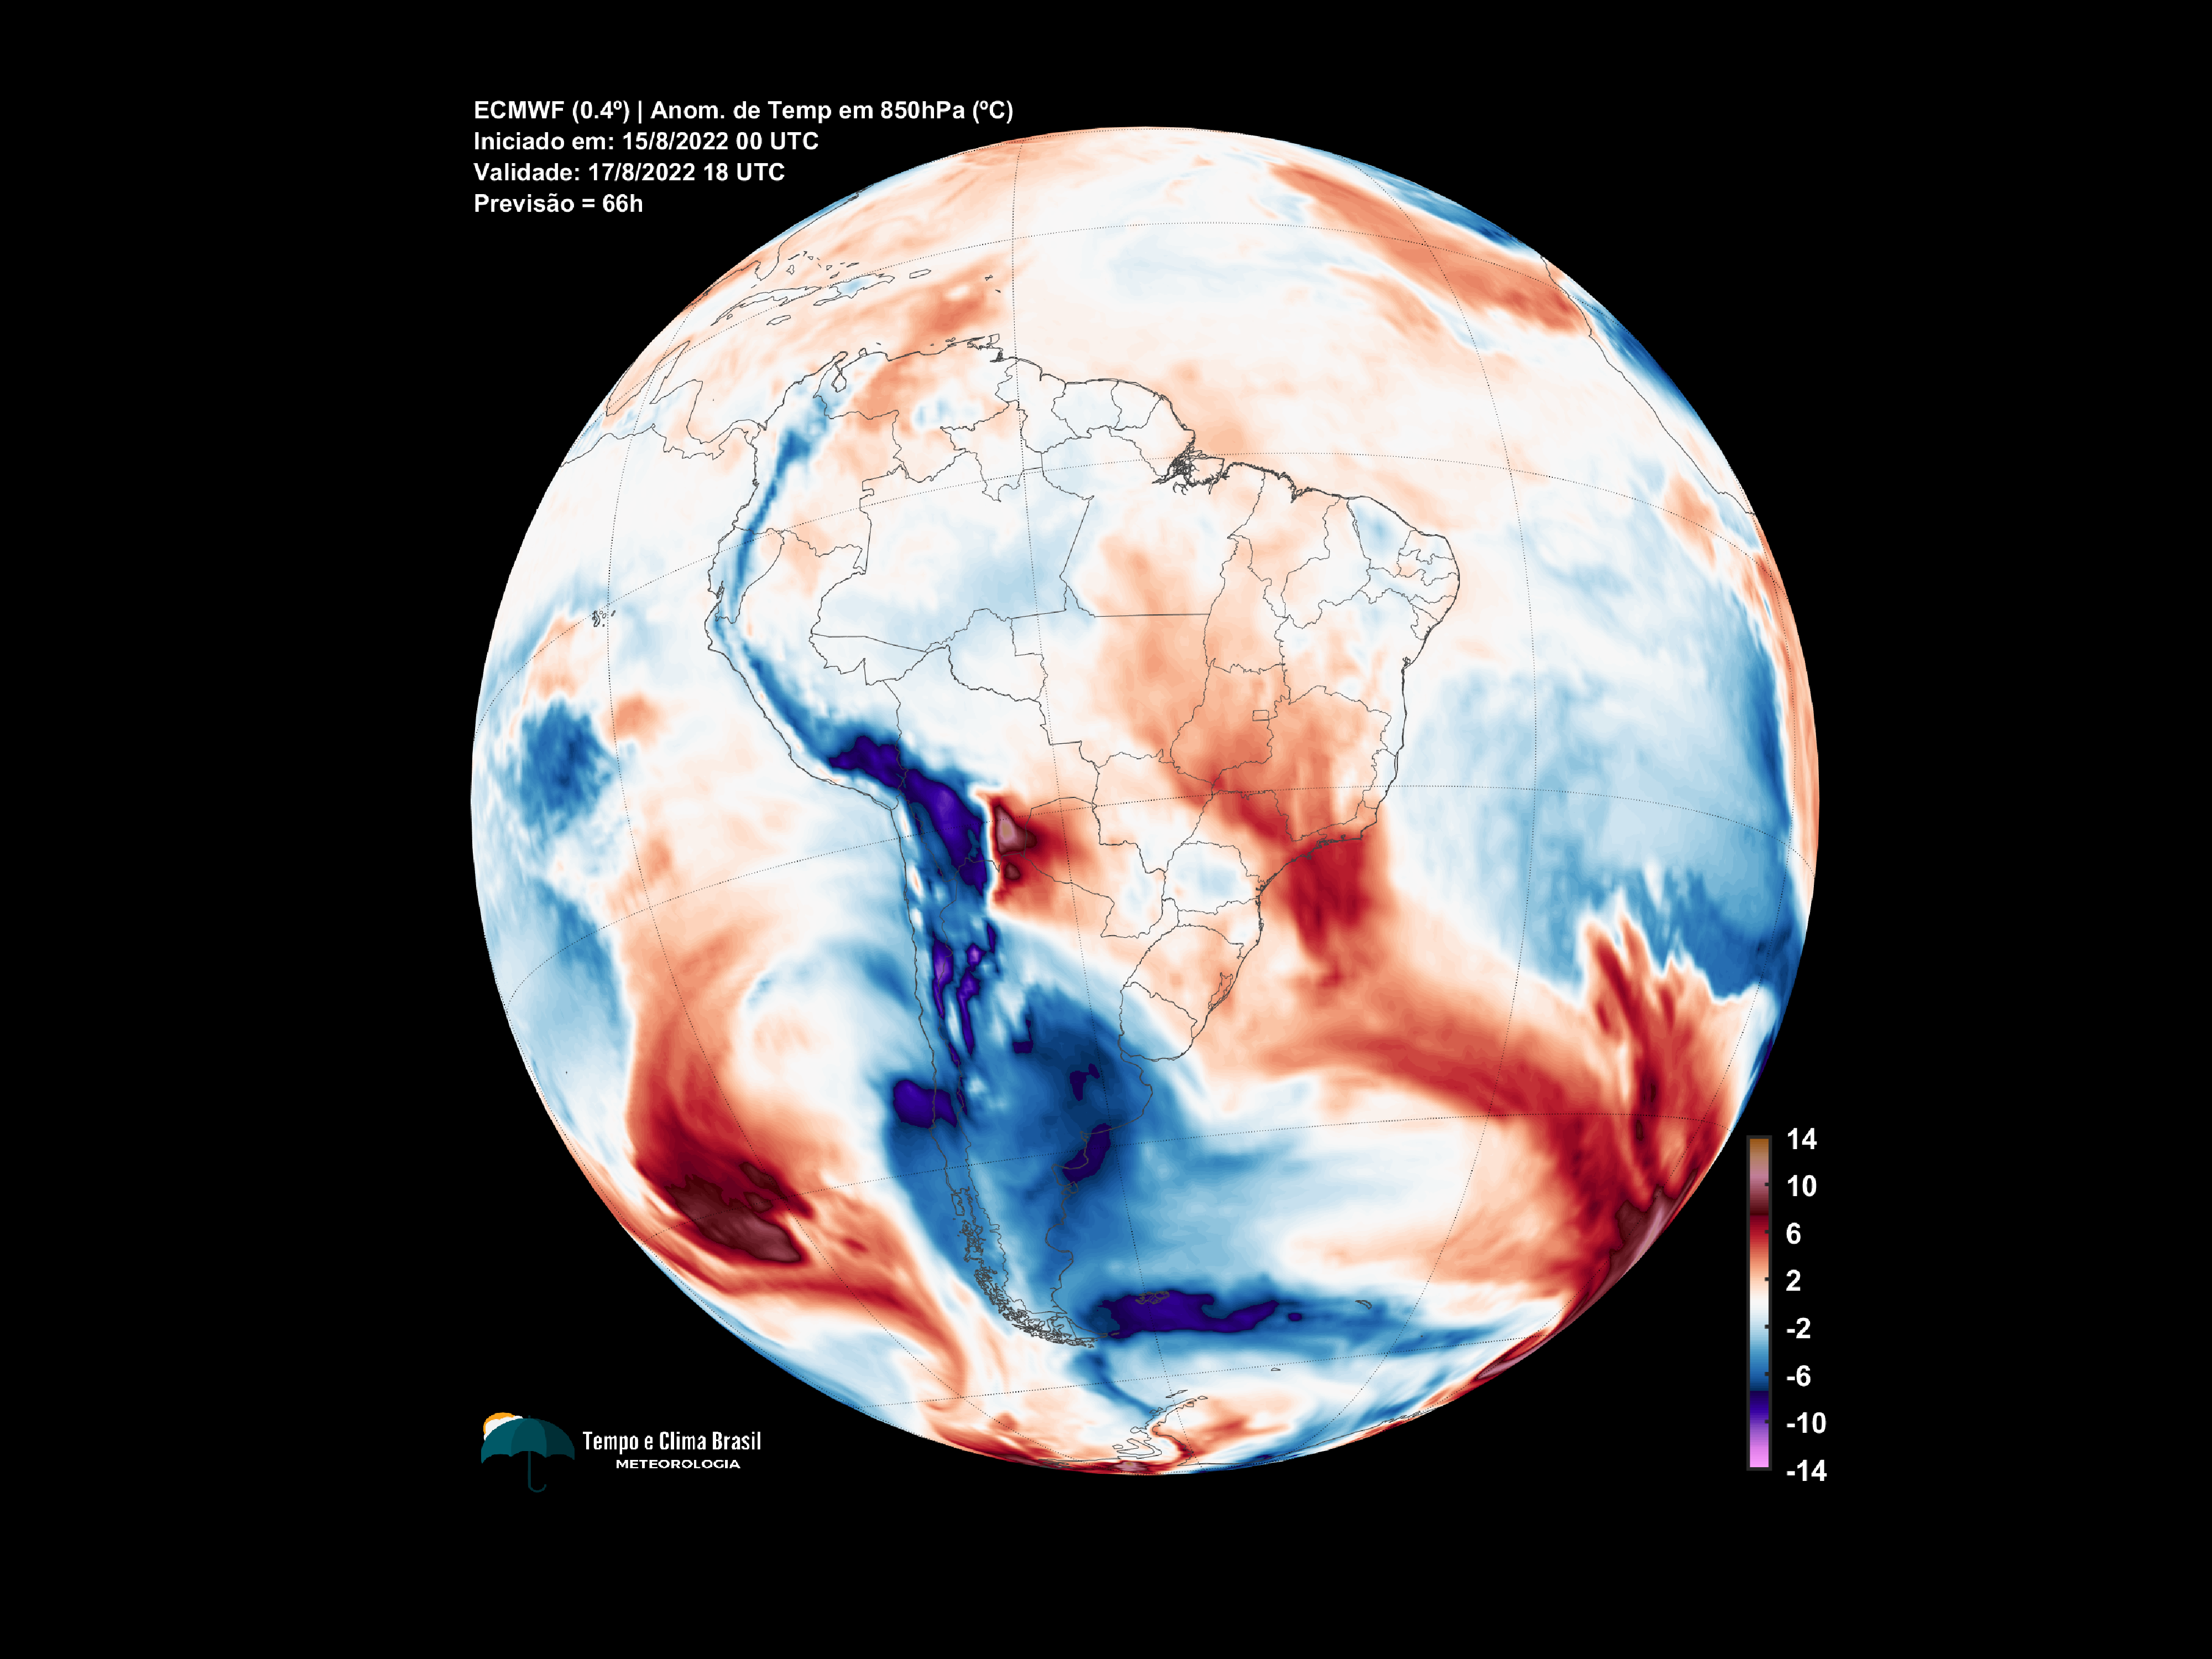 ECMWF (0.4º) | Anom. de Temp em 850hPa (ºC)
Iniciado em: 15/8/2022 00 UTC
Validade: 17/8/2022 18 UTC
Previsão = 66h
14
10
6
2
-2
-6
-10
-14
Tempo e Clima Brasil
METEOROLOGIA